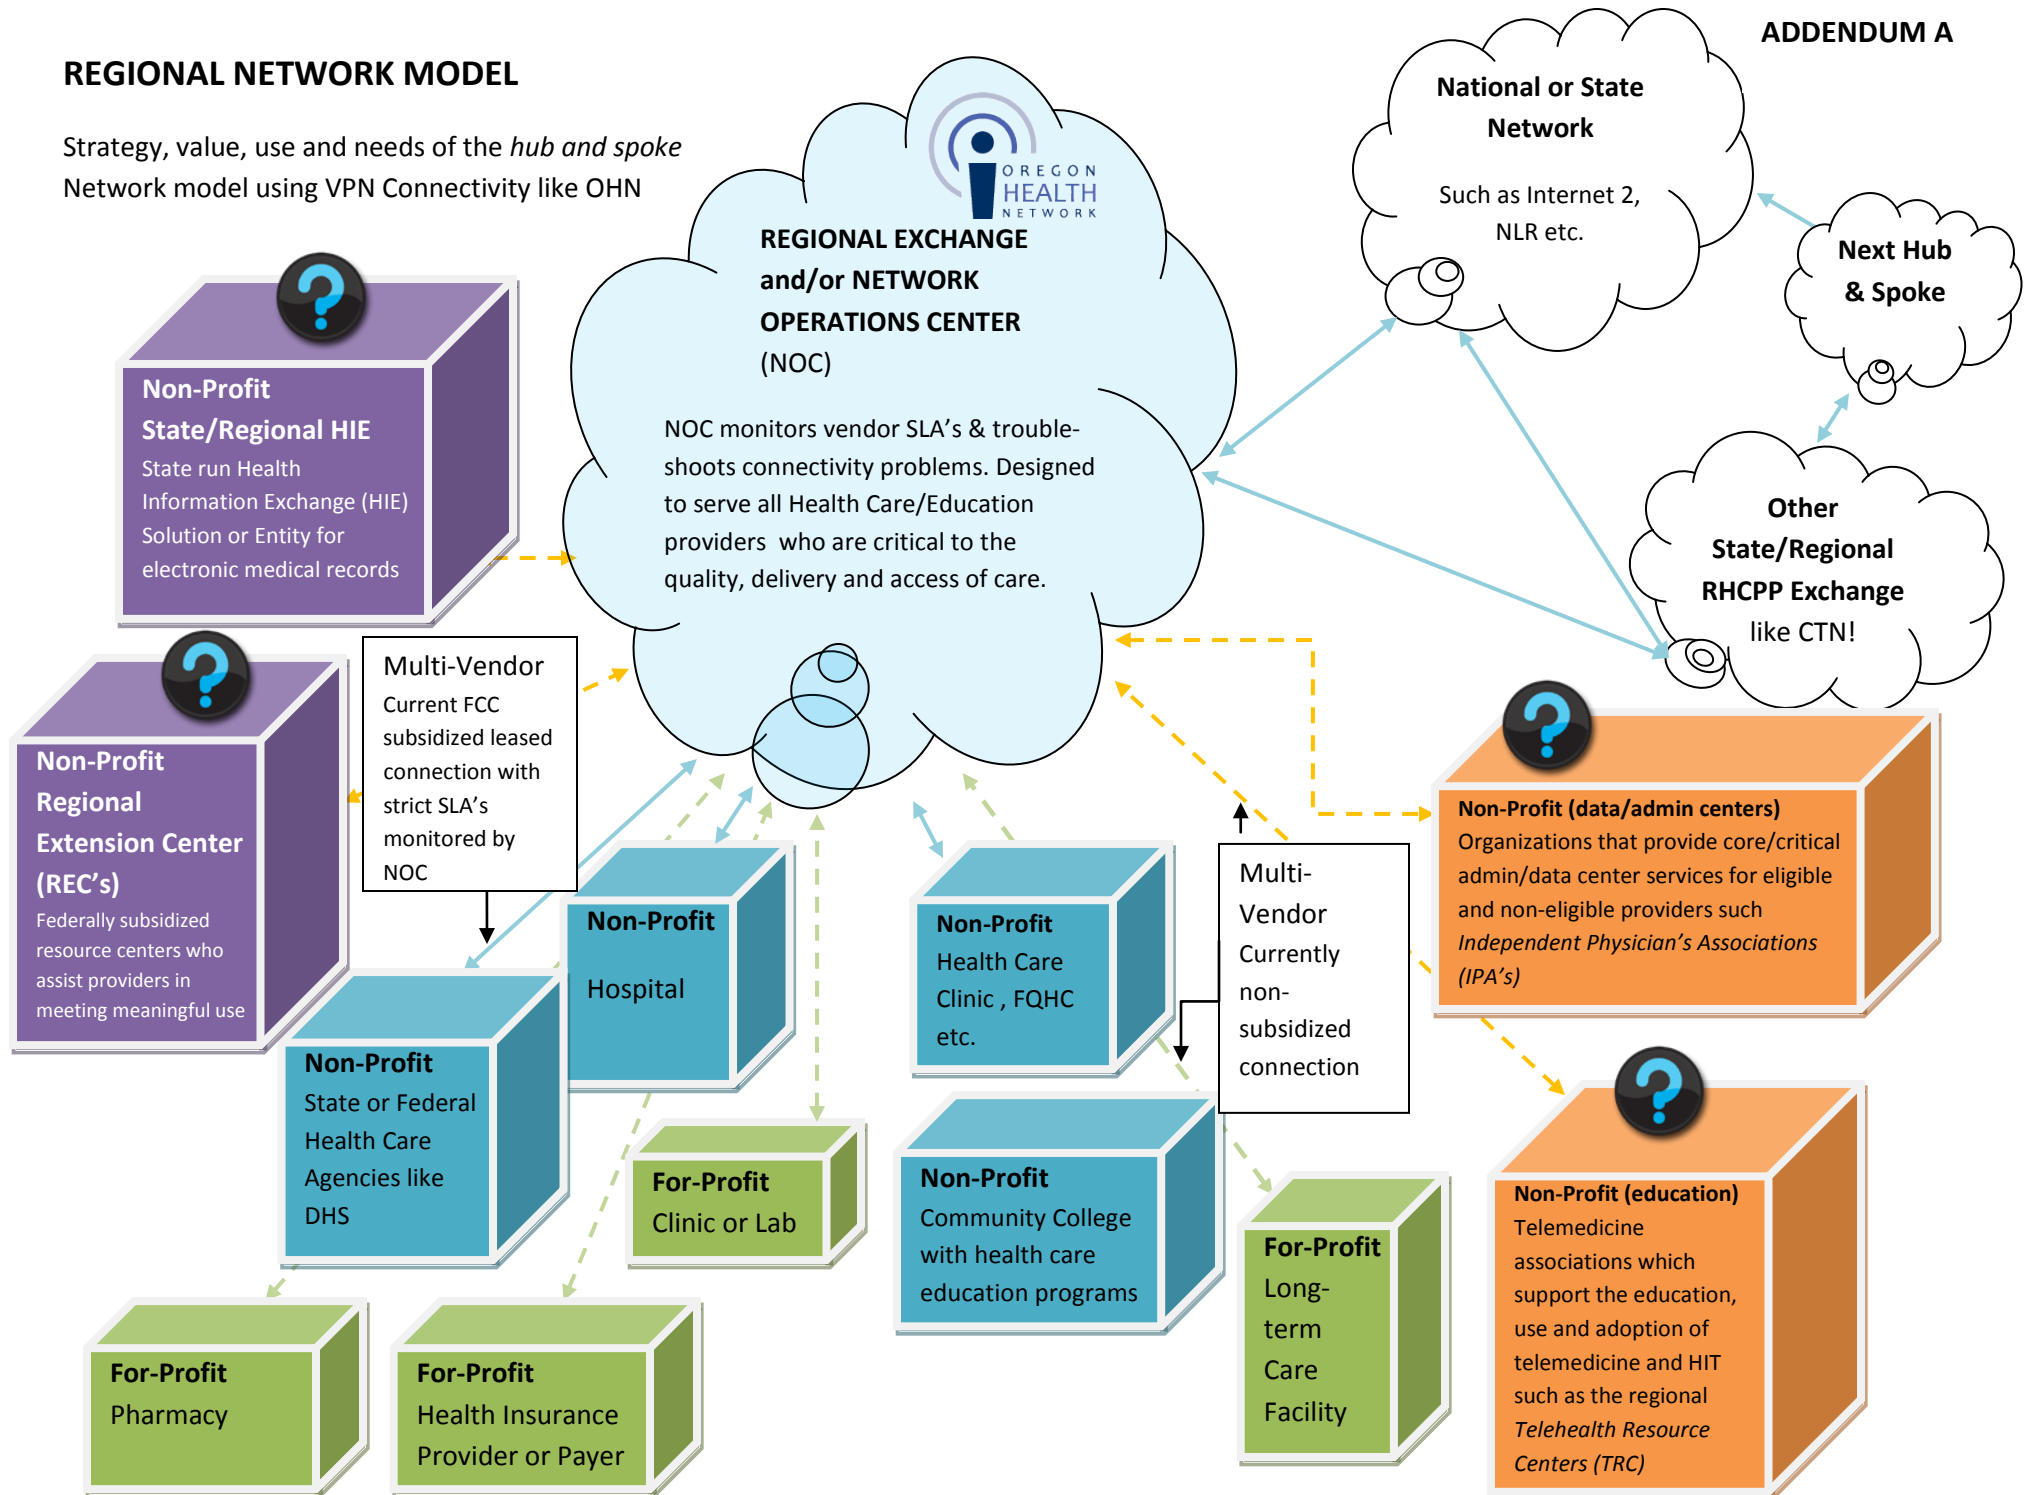 ADDENDUM A
REGIONAL NETWORK MODEL
Strategy, value, use and needs of the hub and spoke
Network model using VPN Connectivity like OHN
OREGON
HEALTH
NETWORK
REGIONAL EXCHANGE
and/or NETWORK
OPERATIONS CENTER
(NOC)
NOC monitors vendor SLA's & trouble-
shoots connectivity problems. Designed
to serve all Health Care/Education
providers who are critical to the
quality, delivery and access of care.
National or State
Network
Such as Internet 2,
NLR etc.
Next Hub
& Spoke
Other
State/Regional
RHCPP Exchange
like CTN!
Non-Profit
State/Regional HIE
State run Health
Information Exchange (HIE)
Solution or Entity for
electronic medical records
Non-Profit
Regional
Extension Center
(REC's)
Federally subsidized
resource centers who
assist providers in
meeting meaningful use
Multi-Vendor
Current FCC
subsidized leased
connection with
strict SLA's
monitored by
NOC
Non-Profit
Hospital
Non-Profit
State or Federal
Health Care
Agencies like
DHS
Non-Profit
Health Care
Clinic , FQHC
etc.
Multi-
Vendor
Currently
non-
subsidized
connection
Non-Profit (data/admin centers)
Organizations that provide core/critical
admin/data center services for eligible
and non-eligible providers such
Independent Physician's Associations
(IPA's)
For-Profit
Clinic or Lab
Non-Profit
Community College
with health care
education programs
For-Profit
Long-
term
Care
Facility
Non-Profit (education)
Telemedicine
associations which
support the education,
use and adoption of
telemedicine and HIT
such as the regional
Telehealth Resource
Centers (TRC)
For-Profit
Pharmacy
For-Profit
Health Insurance
Provider or Payer